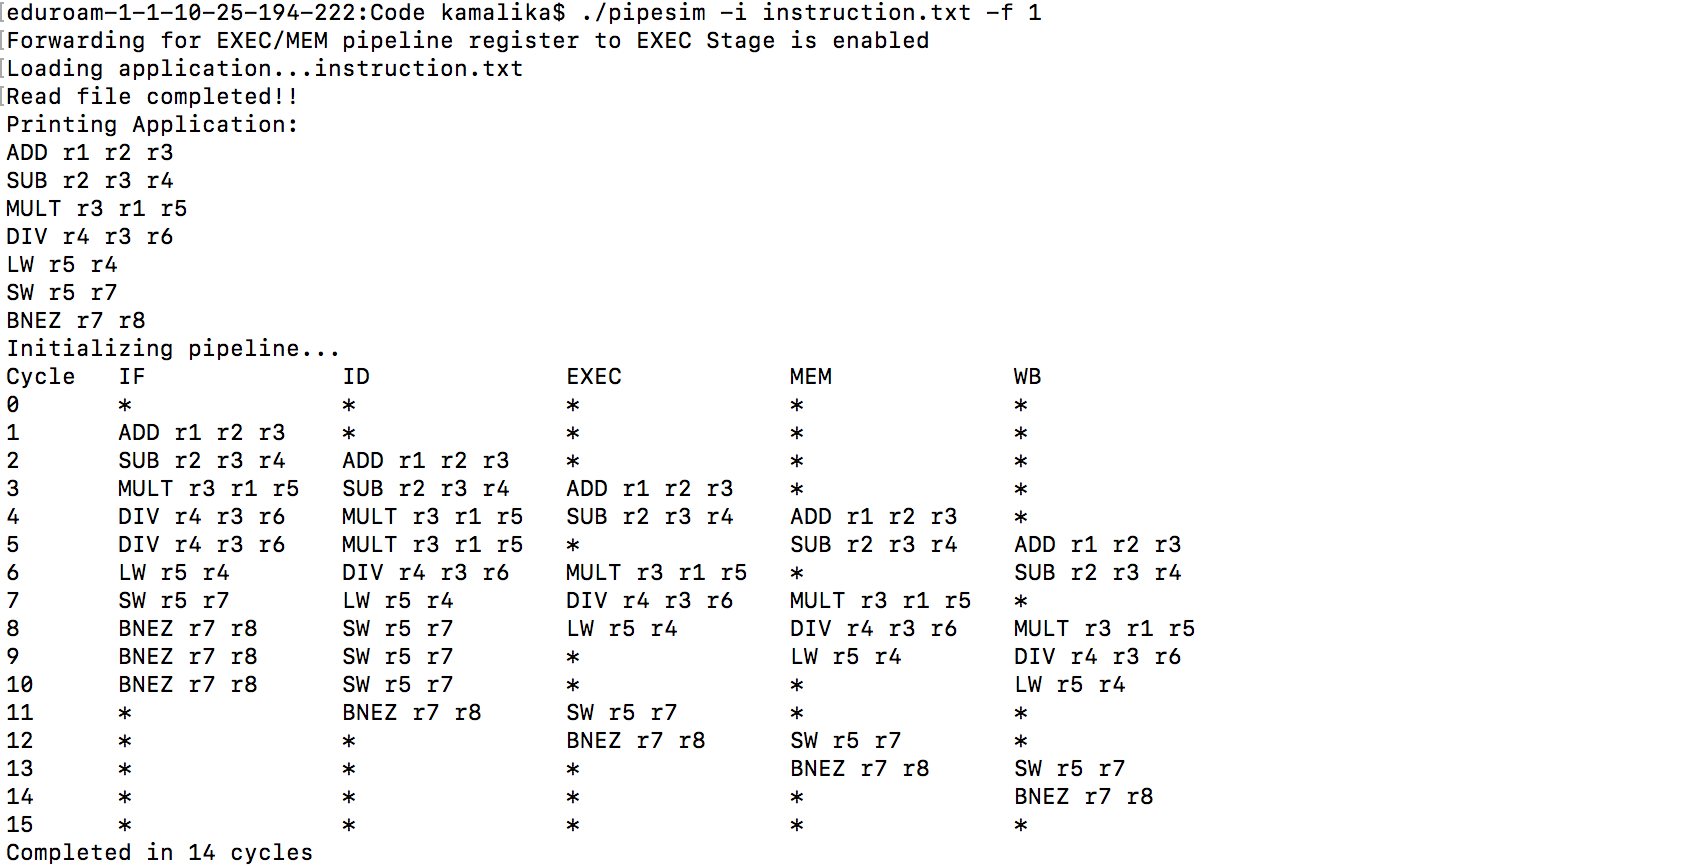 eduroam-1-1-10-25-194-222:Code kamalika$ ./pipesim -i instruction.txt -f 1
[Forwarding for EXEC/MEM pipeline register to EXEC Stage is enabled
[Loading application...instruction.txt
[Read file completed!!
Printing Application:
ADD r1 r2 r3
SUB r2 r3 r4
MULT r3 r1 r5
DIV r4 r3 r6
LW r5 r4
SW r5 r7
BNEZ r7 r8
Initializing pipeline...
Cycle IF ID EXEC MEM WB
0 * * * * *
1 ADD r1 r2 r3 * * * *
2 SUB r2 r3 r4 ADD r1 r2 r3 * * *
3 MULT r3 r1 r5 SUB r2 r3 r4 ADD r1 r2 r3 * *
4 DIV r4 r3 r6 MULT r3 r1 r5 SUB r2 r3 r4 ADD r1 r2 r3 *
5 DIV r4 r3 r6 MULT r3 r1 r5 * SUB r2 r3 r4 ADD r1 r2 r3
6 LW r5 r4 DIV r4 r3 r6 MULT r3 r1 r5 * SUB r2 r3 r4
7 SW r5 r7 LW r5 r4 DIV r4 r3 r6 MULT r3 r1 r5 *
8 BNEZ r7 r8 SW r5 r7 LW r5 r4 DIV r4 r3 r6 MULT r3 r1 r5
9 BNEZ r7 r8 SW r5 r7 * LW r5 r4 DIV r4 r3 r6
10 BNEZ r7 r8 SW r5 r7 * * LW r5 r4
11 * BNEZ r7 r8 SW r5 r7 * *
12 * * BNEZ r7 r8 SW r5 r7 *
13 * * * BNEZ r7 r8 SW r5 r7
14 * * * * BNEZ r7 r8
15 * * * * *
Completed in 14 cycles